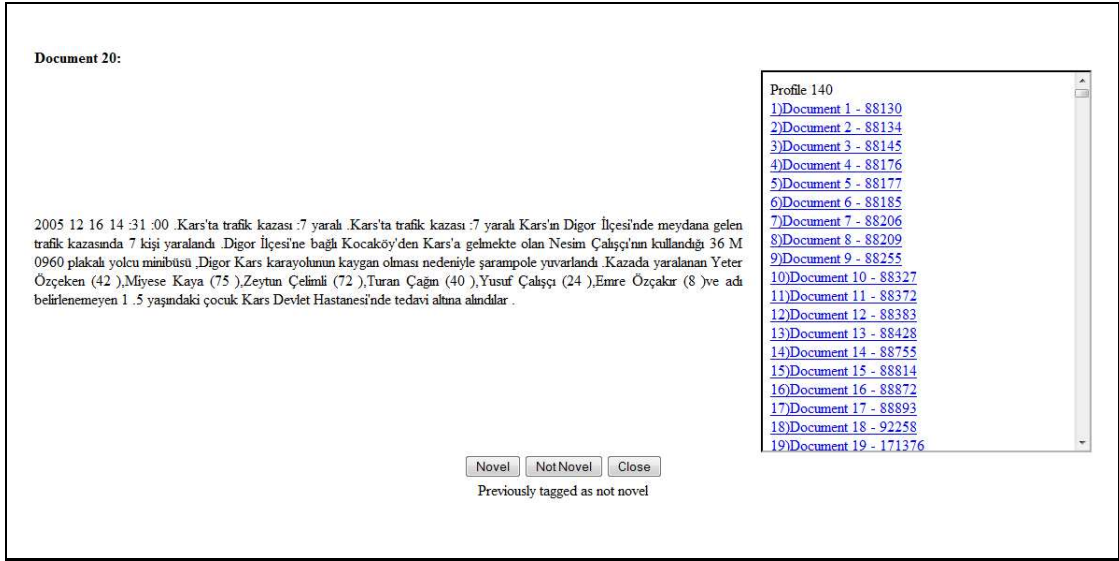 Document 20:
2005 12 16 14 :31 :00 .Kars'ta trafik kazası :7 yaralı .Kars'ta trafik kazası :7 yaralı Kars'ın Digor İlçesi'nde meydana gelen
trafik kazasında 7 kişi yaralandı .Digor İlçesi'ne bağlı Kocaköy'den Kars'a gelmekte olan Nesim Çalışçı'nın kullandığı 36 M
0960 plakalı yolcu minibüsü ,Digor Kars karayolunun kaygan olması nedeniyle şarampole yuvarlandı .Kazada yaralanan Yeter
Özçeken (42 ),Miyese Kaya (75 ),Zeytun Çelimli (72 ),Turan Çağın (40 ),Yusuf Çalışçı (24 ),Emre Özçakır (8 )ve adı
belirlenemeyen 1 .5 yaşındaki çocuk Kars Devlet Hastanesi'nde tedavi altına alındılar .
Profile 140
1)Document 1 - 88130
2)Document 2 - 88134
3)Document 3 - 88145
4)Document 4 - 88176
5)Document 5 - 88177
6)Document 6 - 88185
7)Document 7 - 88206
8)Document 8 - 88209
9)Document 9 - 88255
10)Document 10 - 88327
11)Document 11 - 88372
12)Document 12 - 88383
13)Document 13 - 88428
14)Document 14 - 88755
15)Document 15 - 88814
16)Document 16 - 88872
17)Document 17 - 88893
18)Document 18 - 92258
19)Document 19 - 171376
Novel Not Novel Close
Previously tagged as not novel